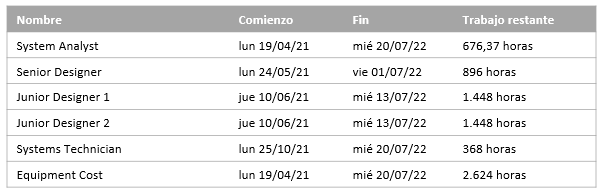 Nombre Comienzo Fin Trabajo restante
System Analyst lun 19/04/21 mié 20/07/22 676,37 horas
Senior Designer lun 24/05/21 vie 01/07/22 896 horas
Junior Designer 1 jue 10/06/21 mié 13/07/22 1.448 horas
Junior Designer 2 jue 10/06/21 mié 13/07/22 1.448 horas
Systems Technician lun 25/10/21 mié 20/07/22 368 horas
Equipment Cost lun 19/04/21 mié 20/07/22 2.624 horas